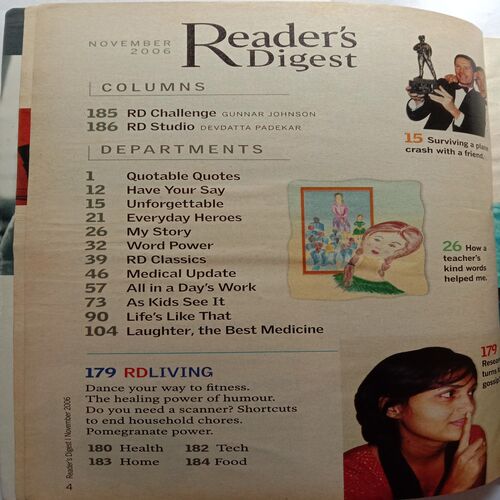 NOVEMBER
2006
Reader's
Digest
COLUMNS
185 RD Challenge GUNNAR JOHNSON
186 RD Studio DEVDATTA PADEKAR
DEPARTMENTS
1 Quotable Quotes
12 Have Your Say
15 Unforgettable
21 Everyday Heroes
26 My Story
32 Word Power
39 RD Classics
46 Medical Update
57 All in a Day's Work
73 As Kids See It
90 Life's Like That
104 Laughter, the Best Medicine
179 RDLIVING
Dance your way to fitness.
The healing power of humour.
Do you need a scanner? Shortcuts
to end household chores.
Pomegranate power.
180 Health 182 Tech
183 Home 184 Food
4 Reader's Digest | November 2006
15 Surviving a plane
crash with a friend.
26 How a
teacher's
kind words
helped me.
179
turns